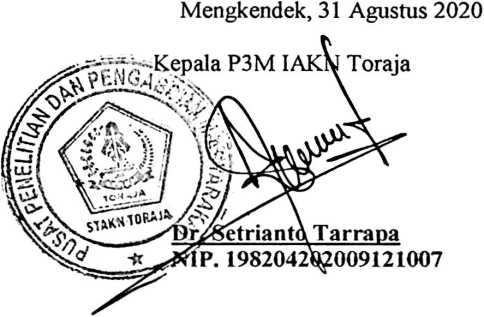 Mengkendek, 31 Agustus 2020
Kepala P3M IAKN Toraja
PUSAT PENELITIAN DAN PENGABDIAN
TORAJA
STAKN TORAJA
Dr. Setrianto Tarrapa
NIP. 198204202009121007